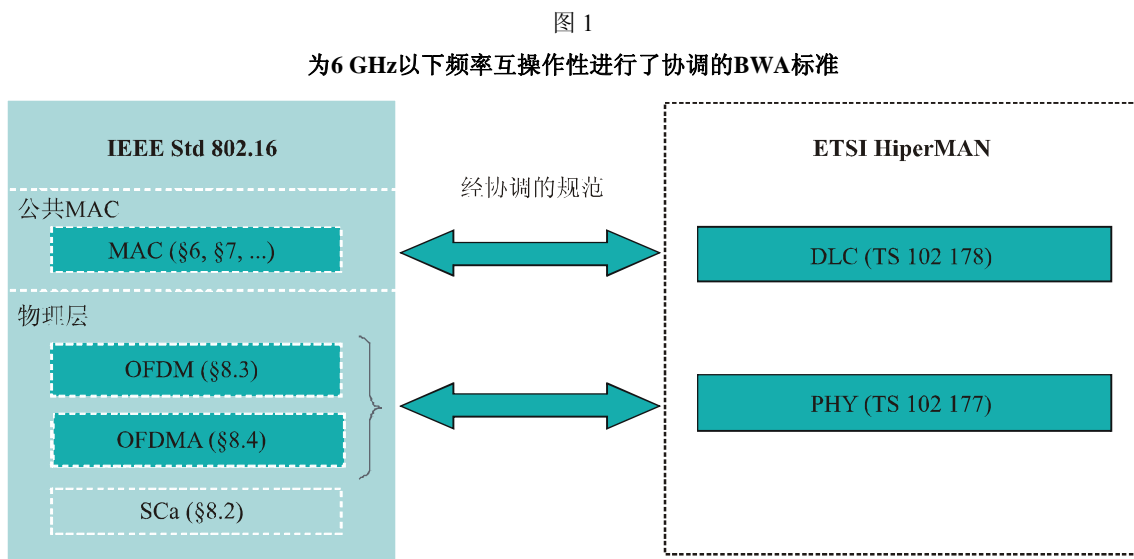 图 1
为6 GHz以下频率互操作性进行了协调的BWA标准
IEEE Std 802.16
公共MAC
MAC (§6, §7, ...)
物理层
OFDM (§8.3)
OFDMA (§8.4)
SCa (§8.2)
经协调的规范
ETSI HiperMAN
DLC (TS 102 178)
PHY (TS 102 177)